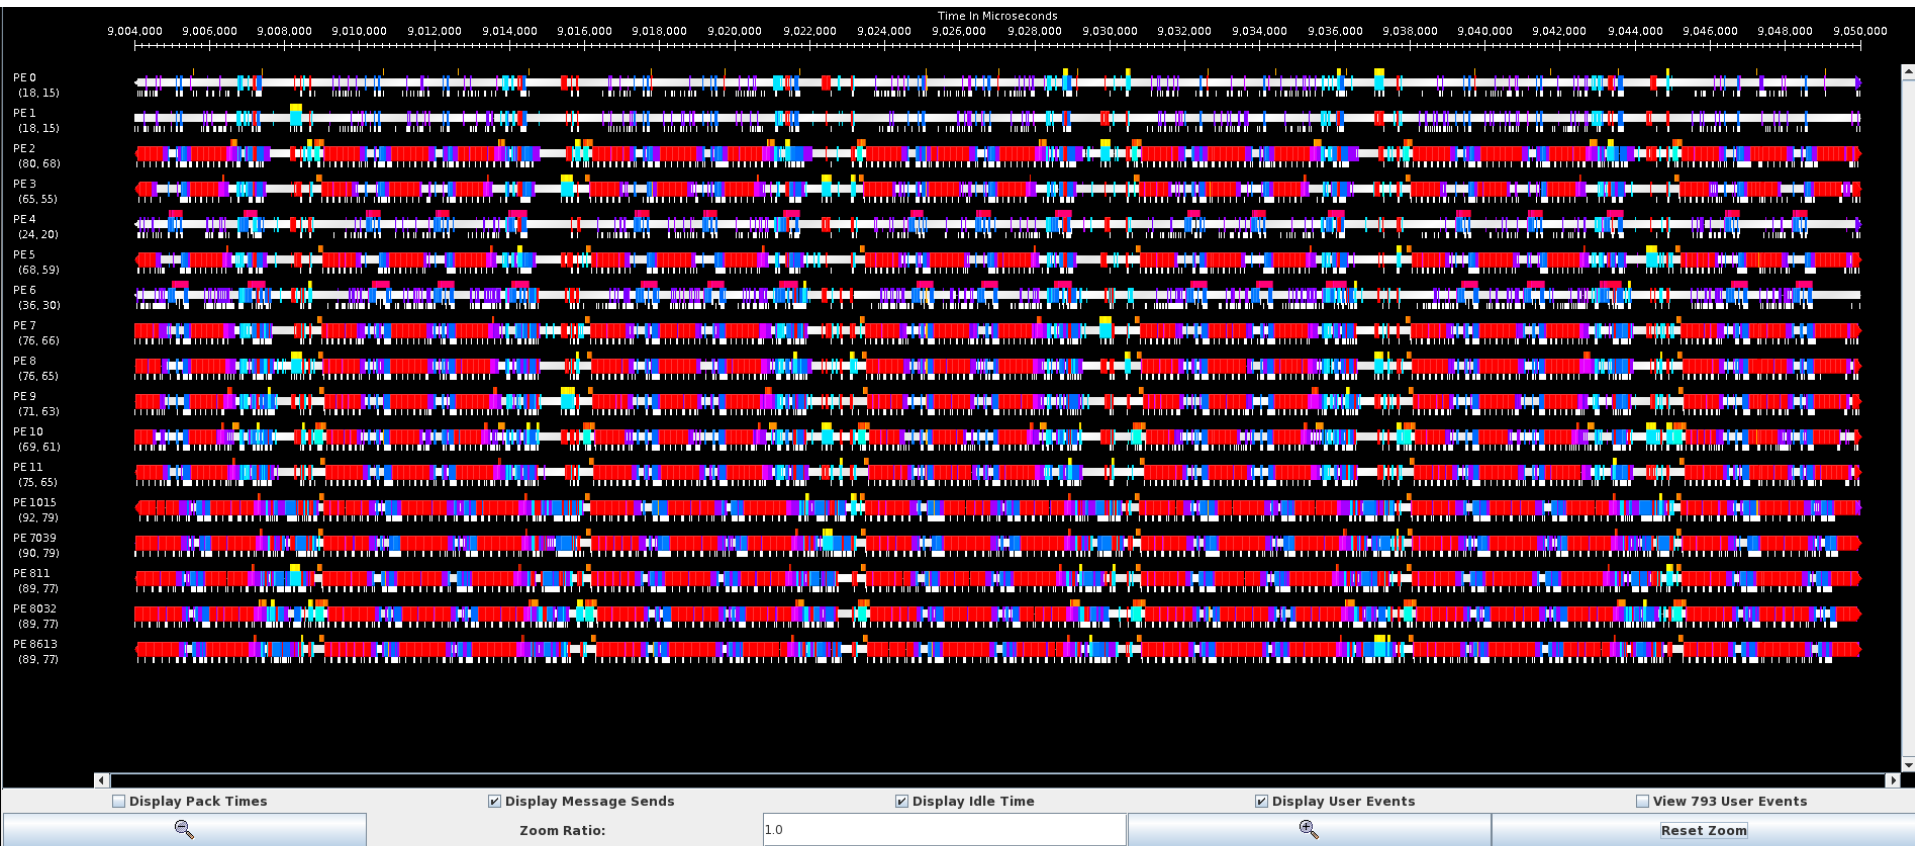 Time In Microseconds
9,004,000 9,006,000 9,008,000 9,010,000 9,012,000 9,014,000 9,016,000 9,018,000 9,020,000 9,022,000 9,024,000 9,026,000 9,028,000 9,030,000 9,032,000 9,034,000 9,036,000 9,038,000 9,040,000 9,042,000 9,044,000 9,046,000 9,048,000 9,050,000
PE 0
(18, 15)
PE 1
(18, 15)
PE 2
(80, 68)
PE 3
(65, 55)
PE 4
(24, 20)
PE 5
(68, 59)
PE 6
(36, 30)
PE 7
(76, 66)
PE 8
(76, 65)
PE 9
(71, 63)
PE 10
(69, 61)
PE 11
(75, 65)
PE 1015
(92, 79)
PE 7039
(90, 79)
PE 811
(89, 77)
PE 8032
(89, 77)
PE 8613
(89, 77)
Display Pack Times Display Message Sends Display Idle Time Display User Events View 793 User Events
Zoom Ratio: 1.0 Reset Zoom